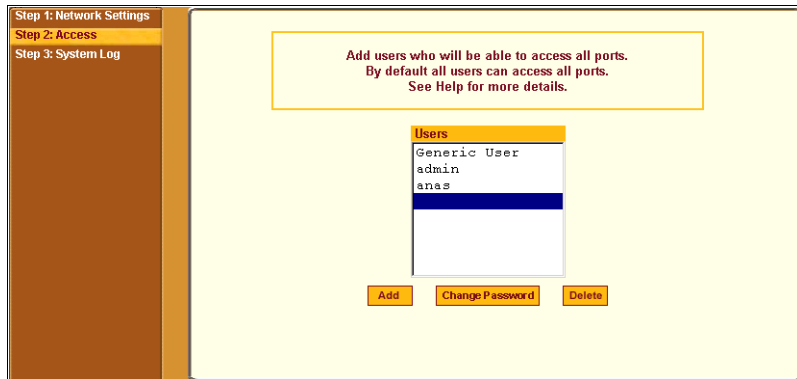 Step 1: Network Settings
Step 2: Access
Step 3: System Log
Add users who will be able to access all ports.
By default all users can access all ports.
See Help for more details.
Users
Generic User
admin
anas
Add
Change Password
Delete